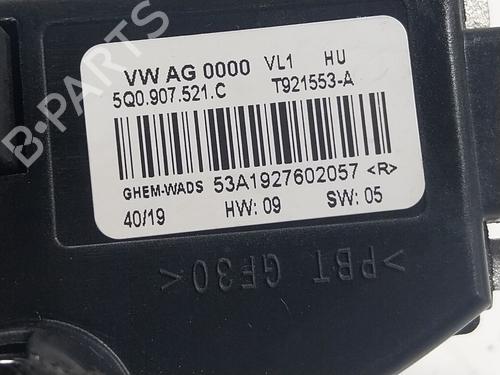 VW AG 0000 VL1 HU
5Q0.907.521.C T921553-A
GHEM-WADS 53A1927602057 <R>
40/19 HW: 09 SW: 05
>PBT GF30<
B-PARTS